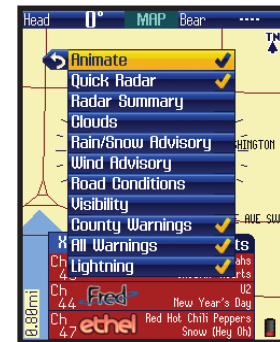 Head 0° MAP Bear ----
TN
Animate
Quick Radar
Radar Summary
Clouds
Rain/Snow Advisory
Wind Advisory
Road Conditions
Visibility
County Warnings
All Warnings
Lightning
AVE SW
X
ts
Ch
Ch
44
Fred
U2
New Year's Day
Ch
47
ethel
Red Hot Chili Peppers
Snow (Hey Oh)
0.80mi